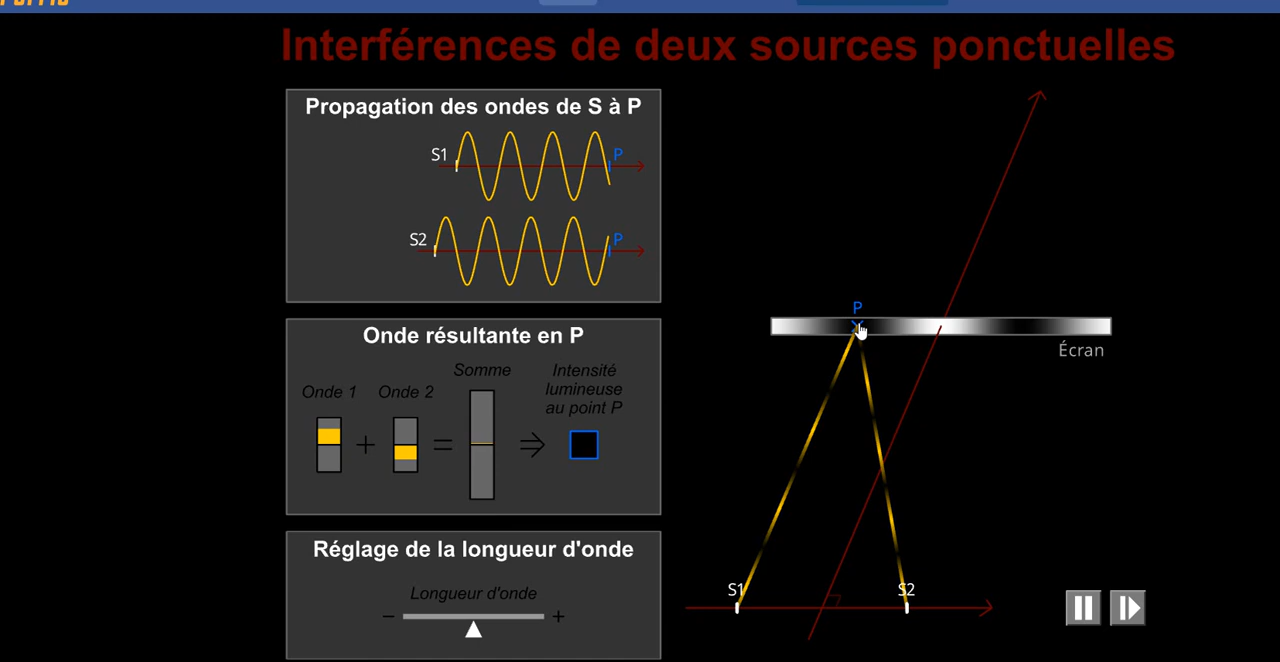 Interférences de deux sources ponctuelles
Propagation des ondes de S à P
S1
P
S2
P
Onde résultante en P
Onde 1
Onde 2
Somme
Intensité
lumineuse
au point P
+
=
⇒
Réglage de la longueur d'onde
Longueur d'onde
−
+
P
Écran
S1
S2